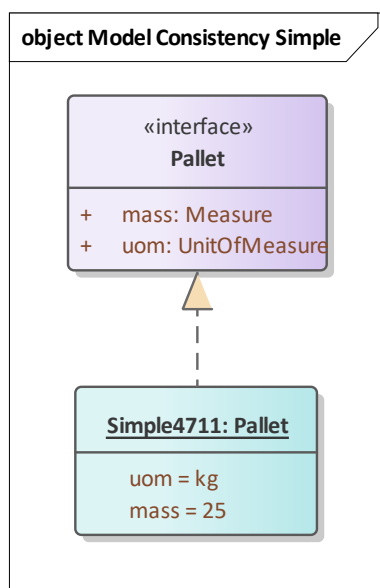 object Model Consistency Simple
«interface»
Pallet
+ mass: Measure
+ uom: UnitOfMeasure
Simple4711: Pallet
uom = kg
mass = 25